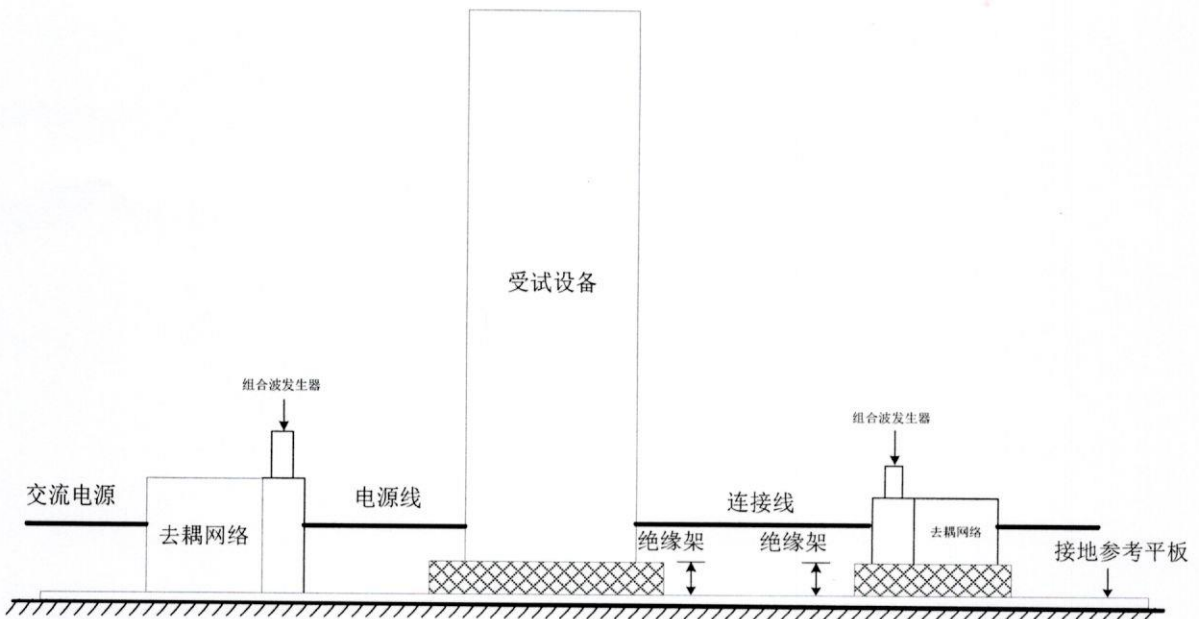 受试设备
组合波发生器
组合波发生器
交流电源
电源线
连接线
去耦网络
去耦网络
绝缘架
绝缘架
接地参考平板